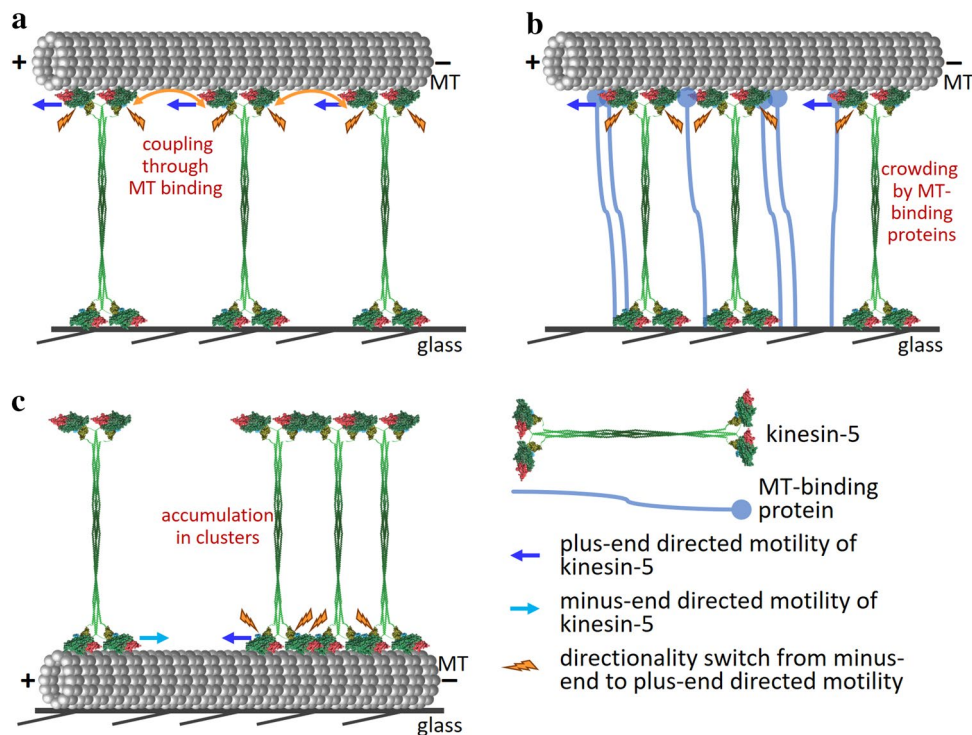 a
+
–
MT
coupling
through
MT binding
glass
b
+
–
MT
crowding
by MT-
binding
proteins
glass
c
accumulation
in clusters
+
–
MT
glass
kinesin-5
MT-binding
protein
plus-end directed motility of
kinesin-5
minus-end directed motility of
kinesin-5
directionality switch from minus-
end to plus-end directed motility